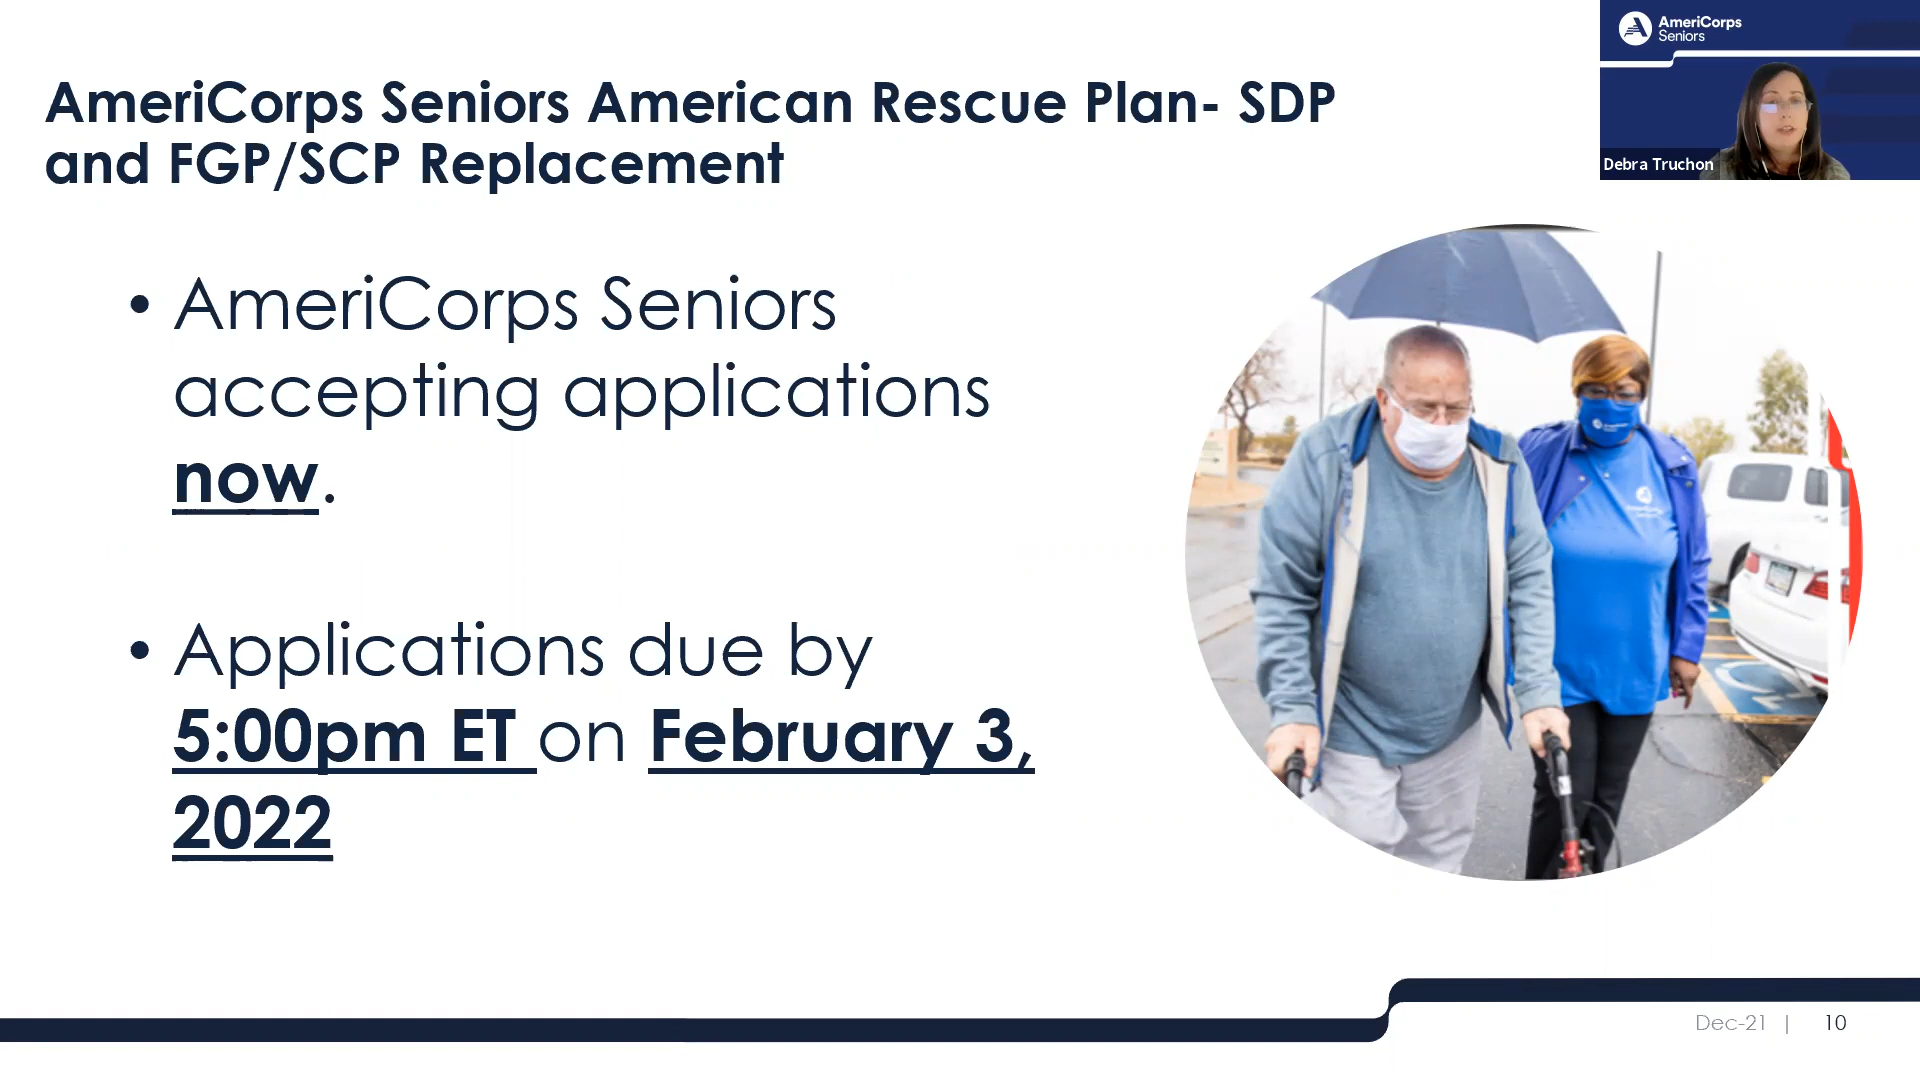 AmeriCorps
Seniors
Debra Truchon
AmeriCorps Seniors American Rescue Plan- SDP
and FGP/SCP Replacement
• AmeriCorps Seniors
accepting applications
now.
• Applications due by
5:00pm ET on February 3,
2022
Dec-21 | 10